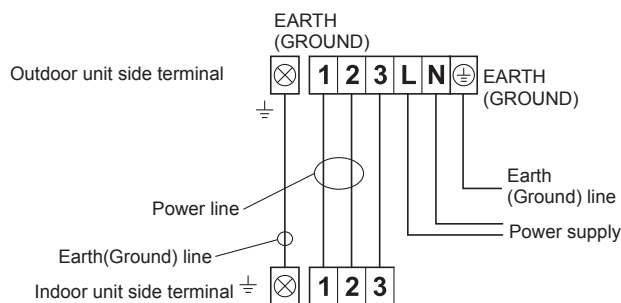 EARTH
(GROUND)
Outdoor unit side terminal
1 2 3 L N
EARTH
(GROUND)
Earth
(Ground) line
Power line
Power supply
Earth(Ground) line
Indoor unit side terminal
1 2 3